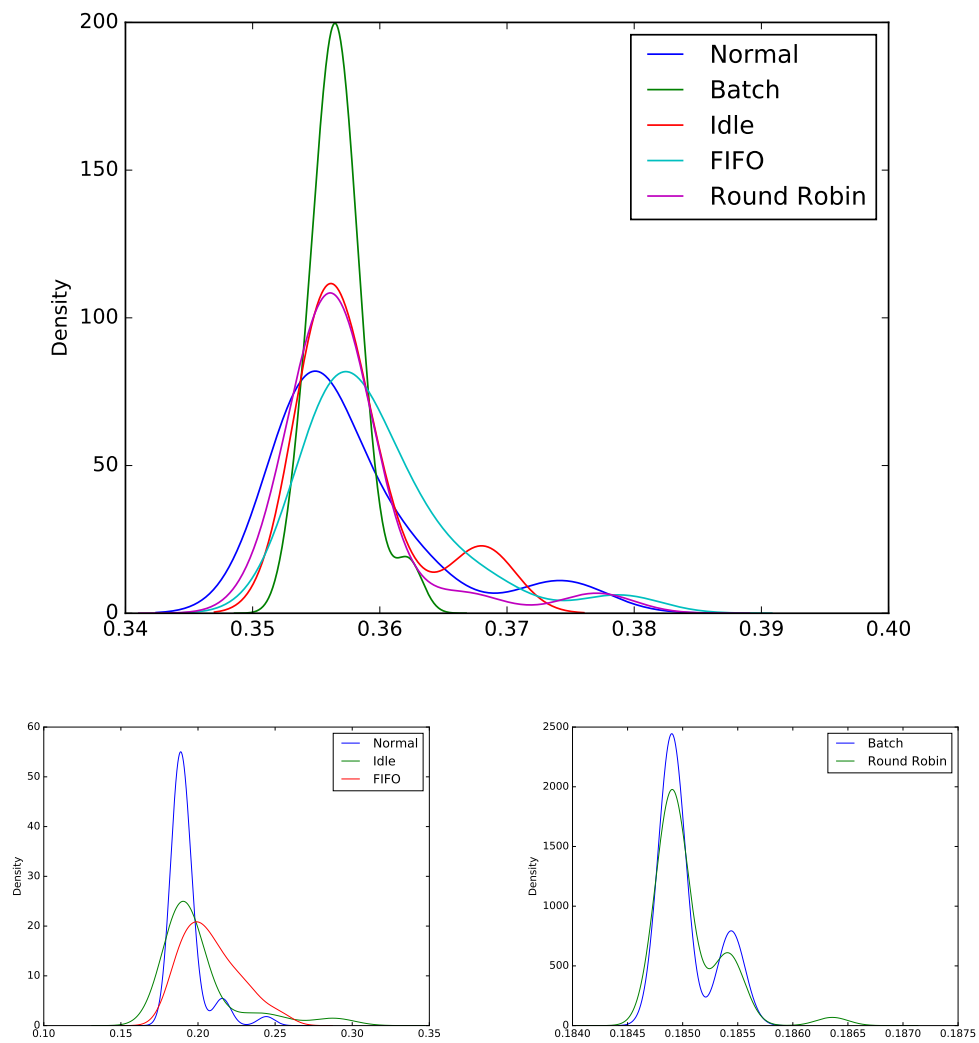 200
150
100
50
0
Density
Normal
Batch
Idle
FIFO
Round Robin
0.34 0.35 0.36 0.37 0.38 0.39 0.40
60
50
40
30
20
10
0
Density
Normal
Idle
FIFO
0.10 0.15 0.20 0.25 0.30 0.35
2500
2000
1500
1000
500
0
Density
Batch
Round Robin
0.1840 0.1845 0.1850 0.1855 0.1860 0.1865 0.1870 0.1875